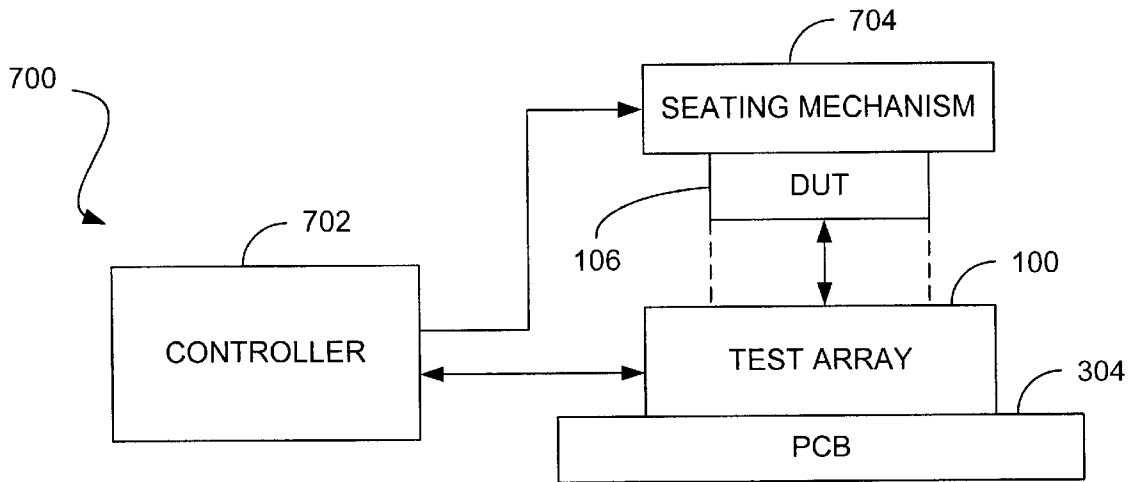 704
700
SEATING MECHANISM
DUT
702
106
100
CONTROLLER
TEST ARRAY
304
PCB